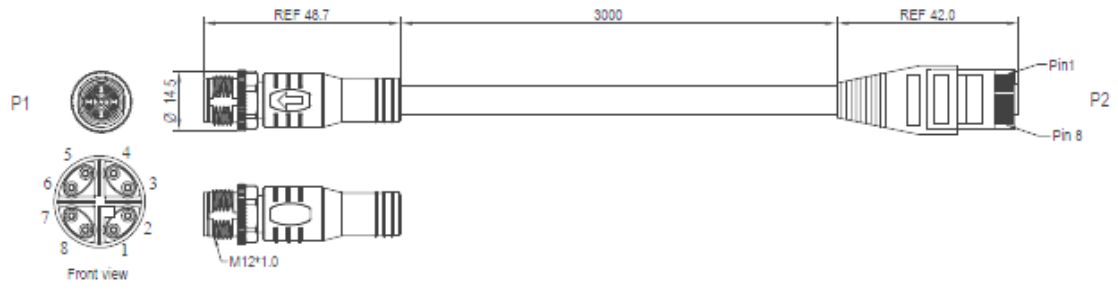 REF 48.7
3000
REF 42.0
P1
Ø 14.5
Pin1
P2
Pin 8
5 4
6 3
7 2
8 1
Front view
M12*1.0